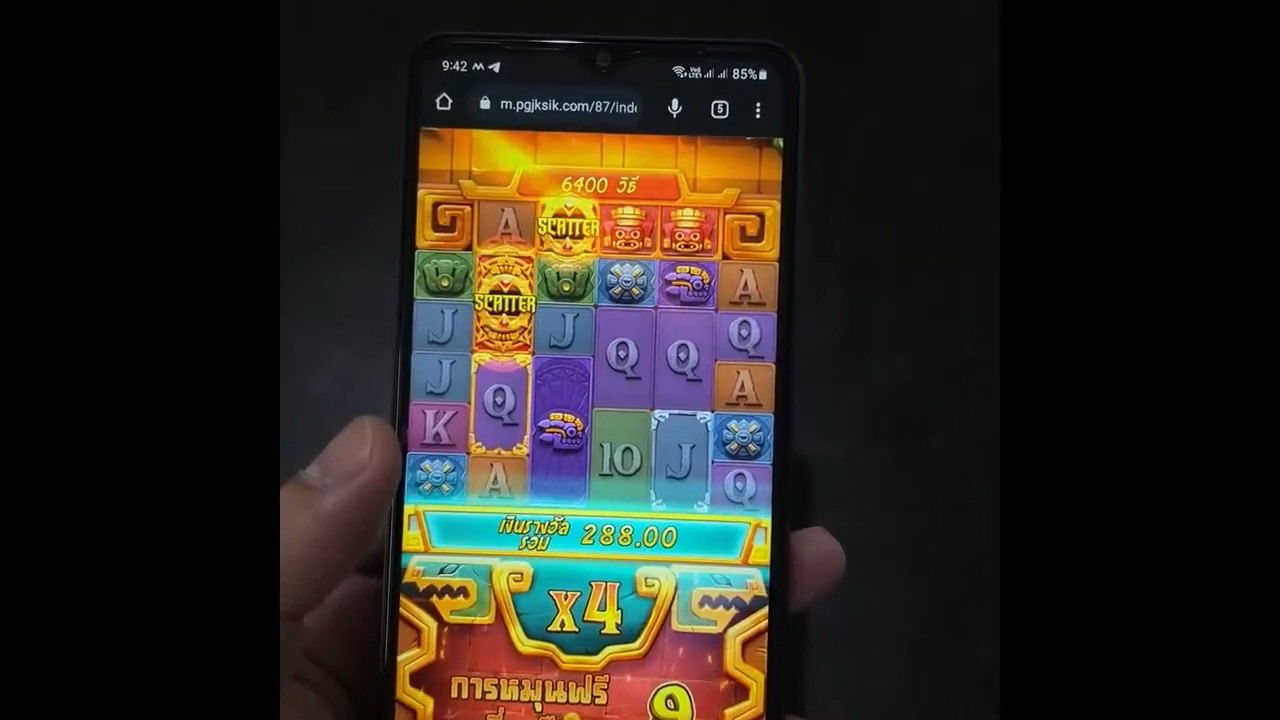 9:42 85%
m.pgjksik.com/87/inde 5
6400 วิธี
A SCATTER
SCATTER A
J J Q Q Q
J Q A
K 10 J
A Q
เงินรางวัล
รวม 288.00
x4
การหมุนฟรี 9